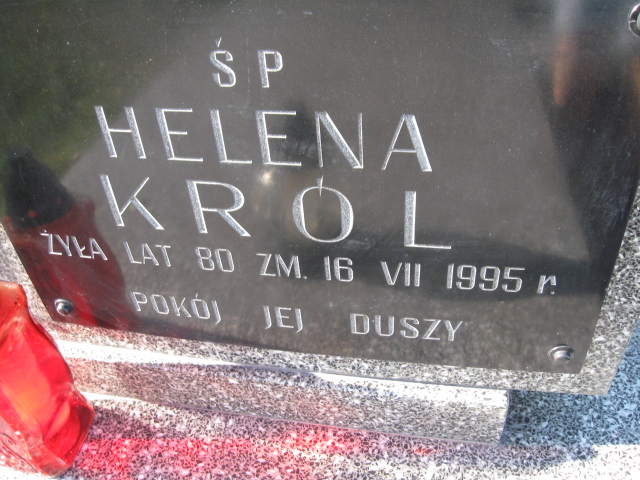 ŚP
HELENA
KRÓL
ŻYŁA LAT 80 ZM. 16 VII 1995 r.
POKÓJ JEJ DUSZY